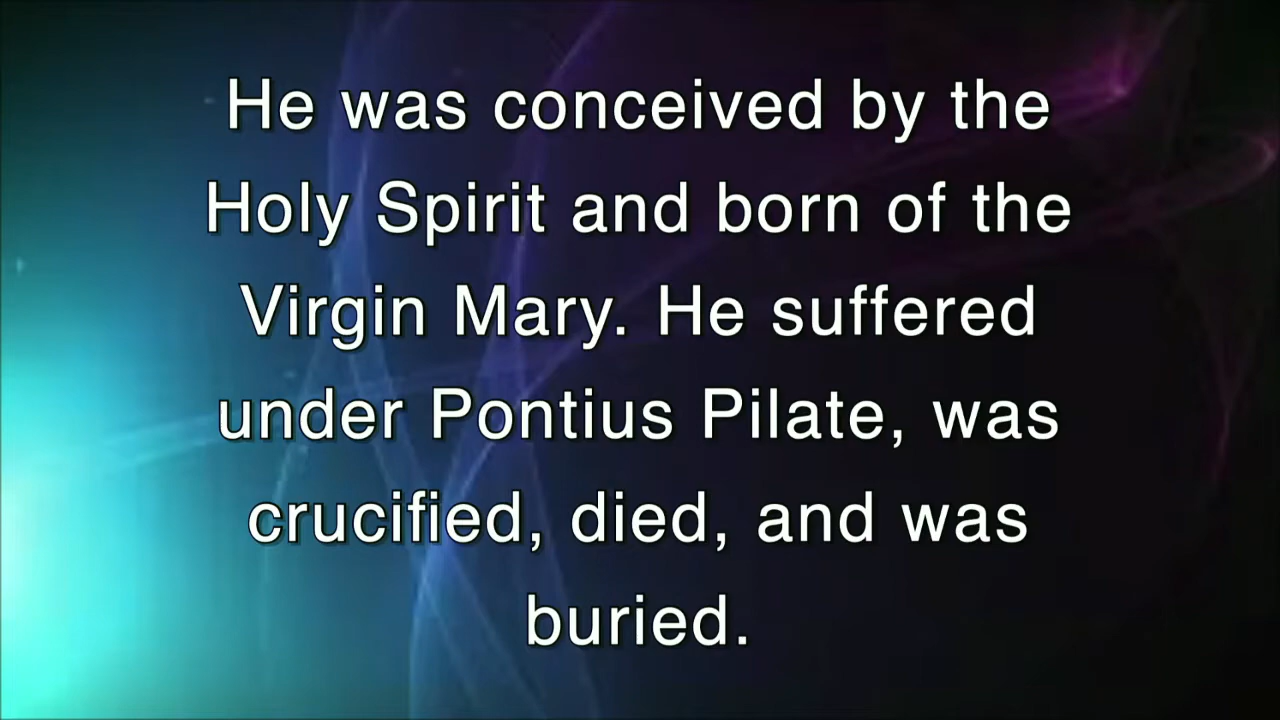 He was conceived by the
Holy Spirit and born of the
Virgin Mary. He suffered
under Pontius Pilate, was
crucified, died, and was
buried.